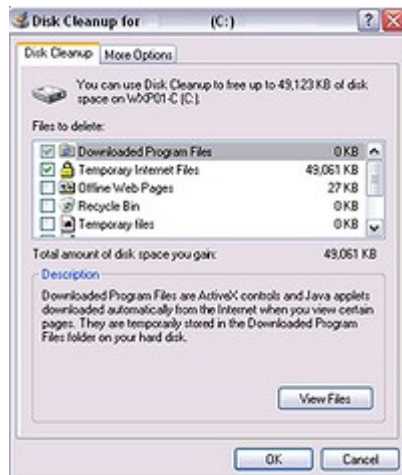 Disk Cleanup for (C:)
Disk Cleanup More Options
You can use Disk Cleanup to free up to 49,123 KB of disk
space on WXP01-C (C:).
Files to delete:
Downloaded Program Files 0 KB
Temporary Internet Files 49,061 KB
Offline Web Pages 27 KB
Recycle Bin 0 KB
Temporary files 0 KB
Total amount of disk space you gain: 49,061 KB
Description
Downloaded Program Files are ActiveX controls and Java applets
downloaded automatically from the Internet when you view certain
pages. They are temporarily stored in the Downloaded Program
Files folder on your hard disk.
View Files
OK Cancel